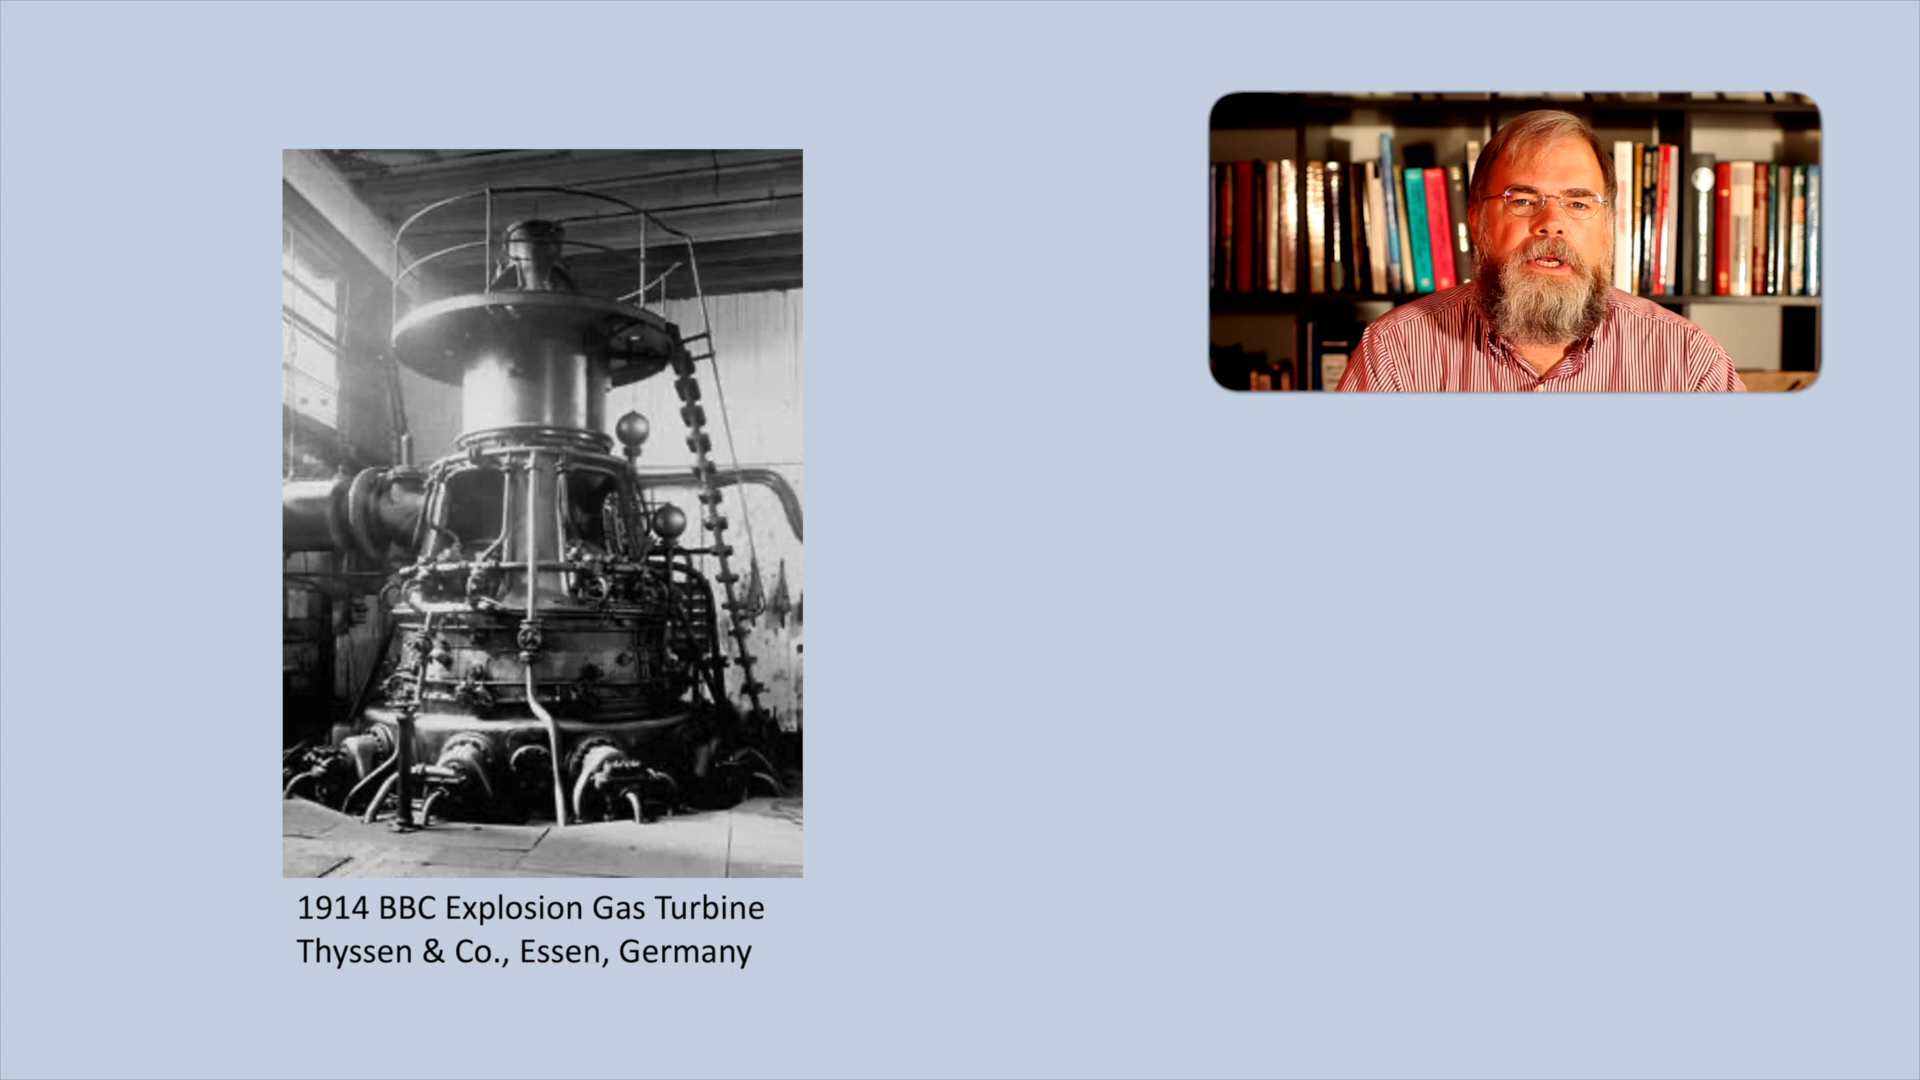 1914 BBC Explosion Gas Turbine
Thyssen & Co., Essen, Germany